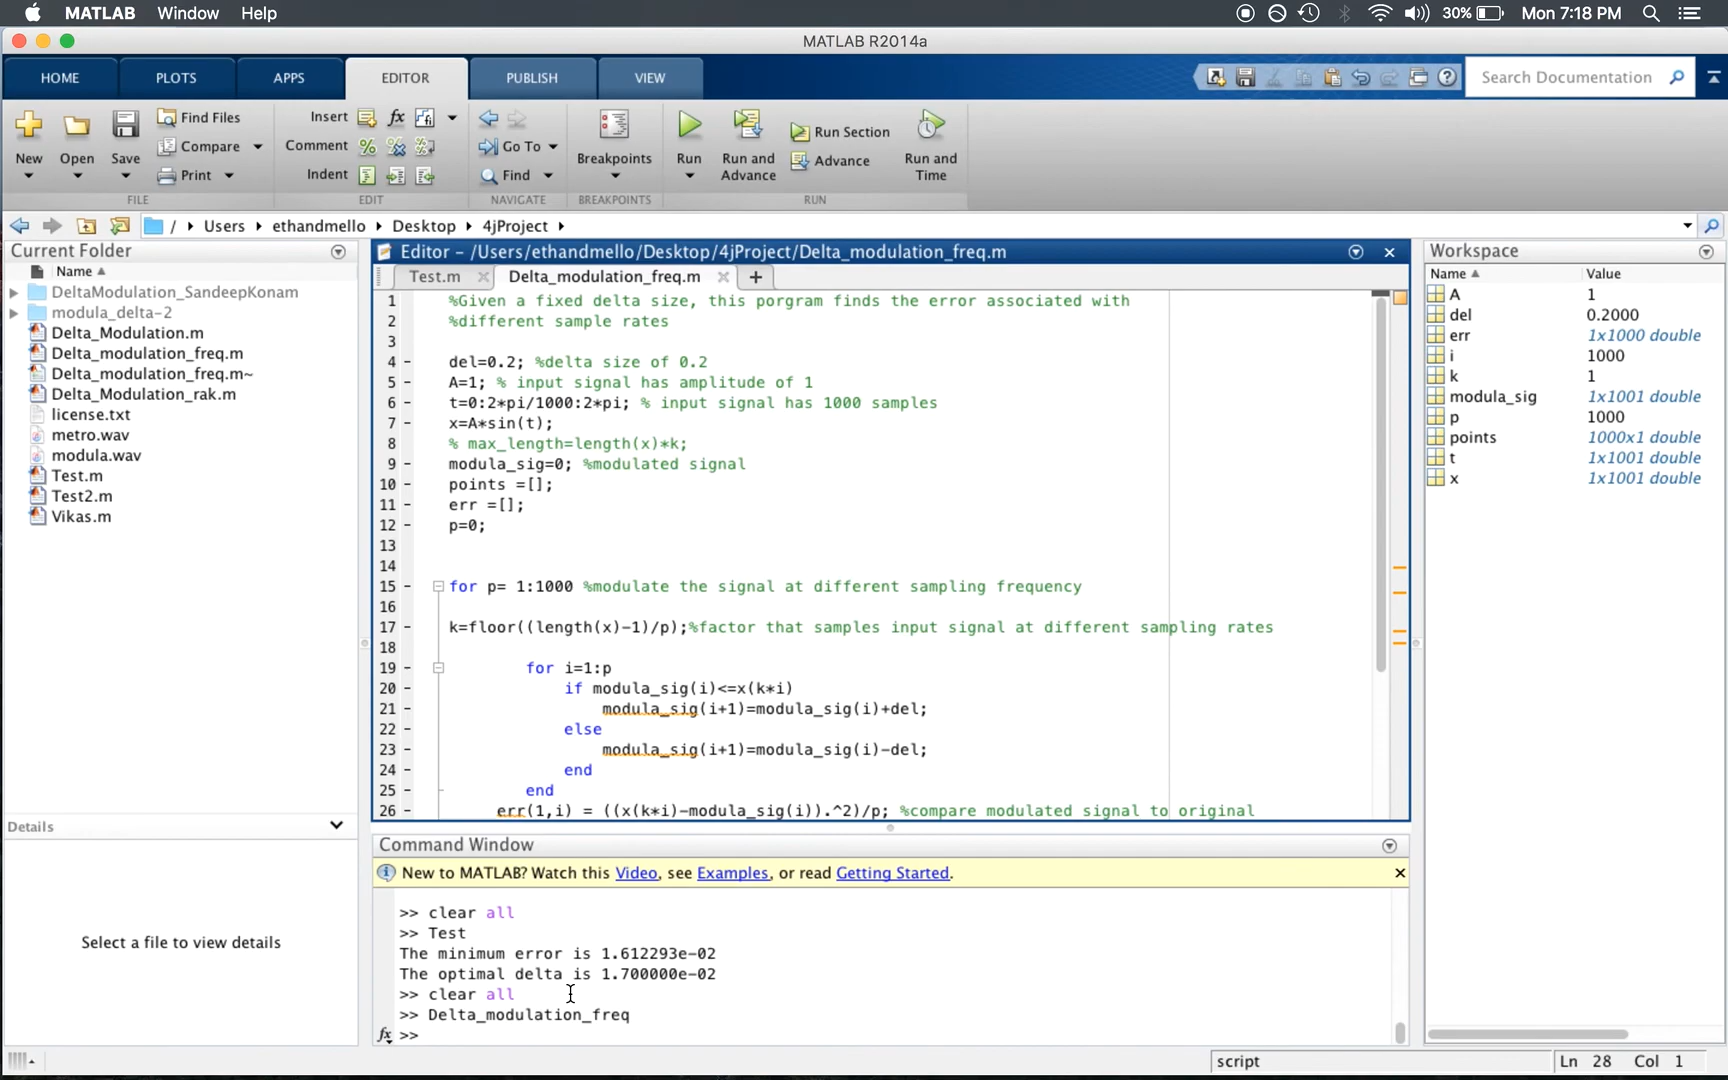 MATLAB Window Help
30% Mon 7:18 PM
MATLAB R2014a
HOME PLOTS APPS EDITOR PUBLISH VIEW
Search Documentation
New
Open
Save
Find Files
Compare
Print
FILE
Insert
Comment
Indent
EDIT
Go To
Find
NAVIGATE
Breakpoints
BREAKPOINTS
Run
Run and Advance
Run Section
Advance
Run and Time
RUN
/ Users ethandmello Desktop 4jProject
Current Folder
Name
DeltaModulation_SandeepKonam
modula_delta-2
Delta_Modulation.m
Delta_modulation_freq.m
Delta_modulation_freq.m~
Delta_Modulation_rak.m
license.txt
metro.wav
modula.wav
Test.m
Test2.m
Vikas.m
Details
Select a file to view details
Editor - /Users/ethandmello/Desktop/4jProject/Delta_modulation_freq.m
Test.m Delta_modulation_freq.m +
1 %Given a fixed delta size, this porgram finds the error associated with
2 %different sample rates
3
4 - del=0.2; %delta size of 0.2
5 - A=1; % input signal has amplitude of 1
6 - t=0:2*pi/1000:2*pi; % input signal has 1000 samples
7 - x=A*sin(t);
8 % max_length=length(x)*k;
9 - modula_sig=0; %modulated signal
10 - points =[];
11 - err =[];
12 - p=0;
13
14
15 - for p= 1:1000 %modulate the signal at different sampling frequency
16
17 - k=floor((length(x)-1)/p);%factor that samples input signal at different sampling rates
18
19 - for i=1:p
20 - if modula_sig(i)<=x(k*i)
21 - modula_sig(i+1)=modula_sig(i)+del;
22 - else
23 - modula_sig(i+1)=modula_sig(i)-del;
24 - end
25 - end
26 - err(1,i) = ((x(k*i)-modula_sig(i)).^2)/p; %compare modulated signal to original
Command Window
New to MATLAB? Watch this Video, see Examples, or read Getting Started.
>> clear all
>> Test
The minimum error is 1.612293e-02
The optimal delta is 1.700000e-02
>> clear all
>> Delta_modulation_freq
fx >>
Workspace
Name Value
A 1
del 0.2000
err 1x1000 double
i 1000
k 1
modula_sig 1x1001 double
p 1000
points 1000x1 double
t 1x1001 double
x 1x1001 double
script Ln 28 Col 1